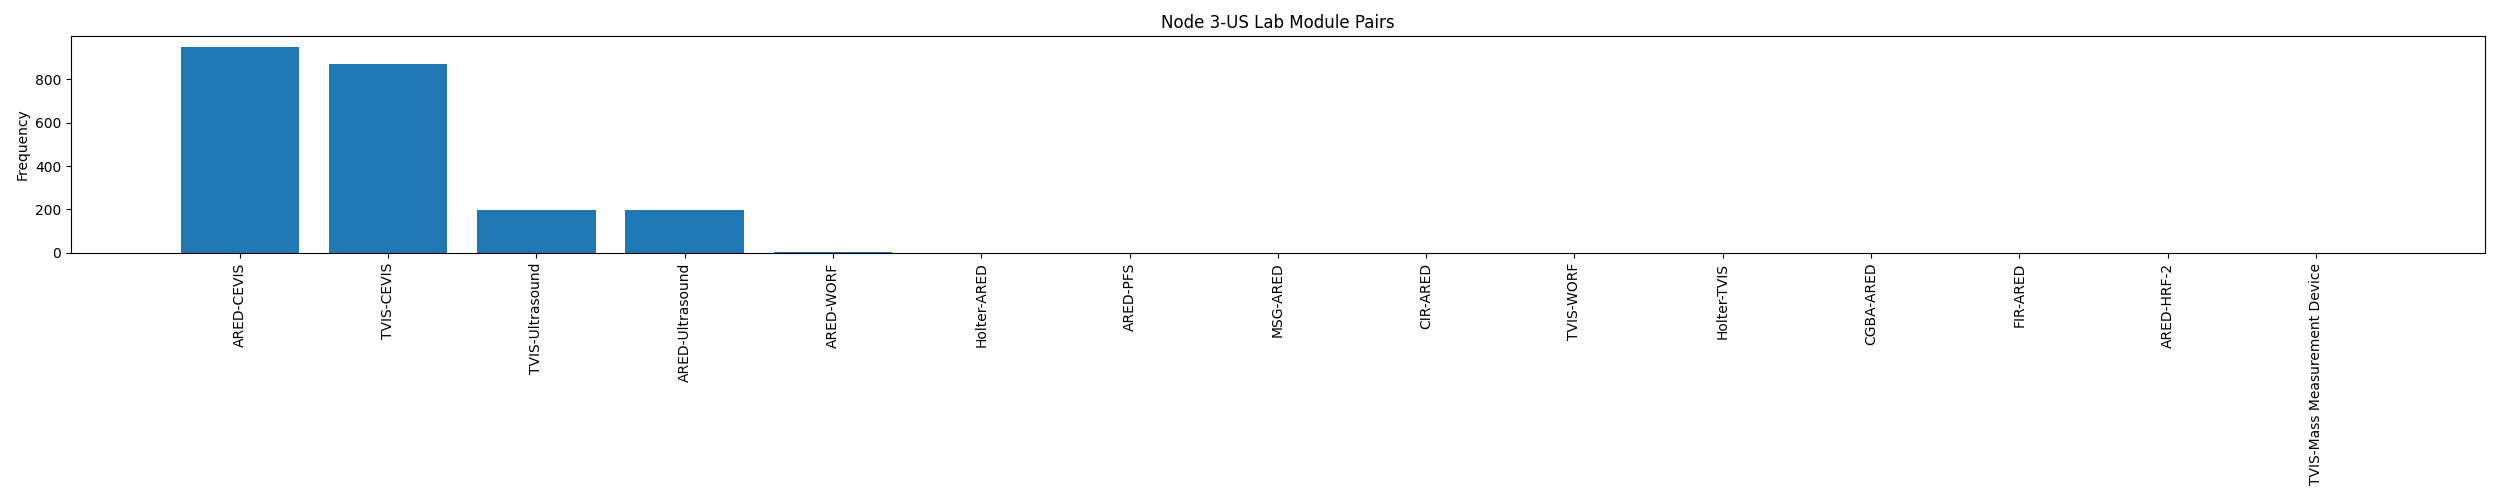 Node 3-US Lab Module Pairs
Frequency
800
600
400
200
0
ARED-CEVIS
TVIS-CEVIS
TVIS-Ultrasound
ARED-Ultrasound
ARED-WORF
Holter-ARED
ARED-PFS
MSG-ARED
CIR-ARED
TVIS-WORF
Holter-TVIS
CGBA-ARED
FIR-ARED
ARED-HRF-2
TVIS-Mass Measurement Device